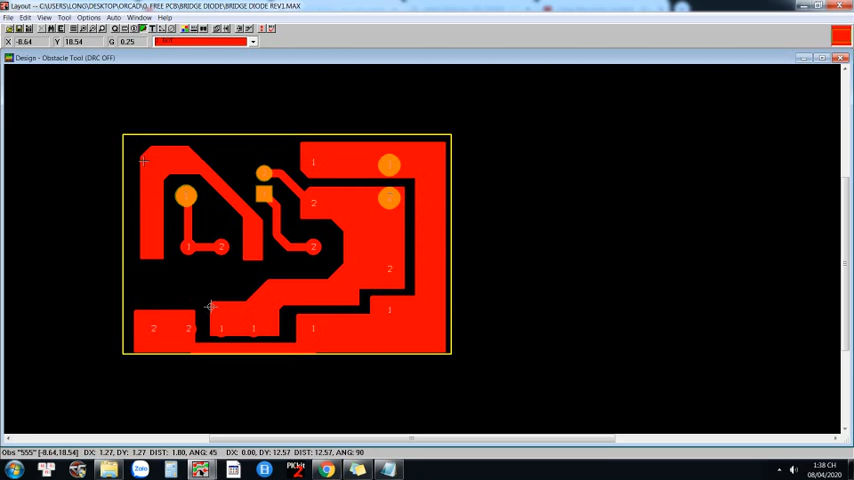 Layout -- C:\USERS\LONG\DESKTOP\ORCAD\0. FREE PCB\BRIDGE DIODE\BRIDGE DIODE REV1.MAX
File Edit View Tool Options Auto Window Help
X -8.64 Y 18.54 G 0.25
Design - Obstacle Tool (DRC OFF)
1
2
1 2 2
2
1
2 2 1 1 1
Obs "555" [-8.64,18.54] DX: 1.27, DY: 1.27 DIST: 1.80, ANG: 45 DX: 0.00, DY: 12.57 DIST: 12.57, ANG: 90
Zalo PICkit 2 1:38 CH
08/04/2020